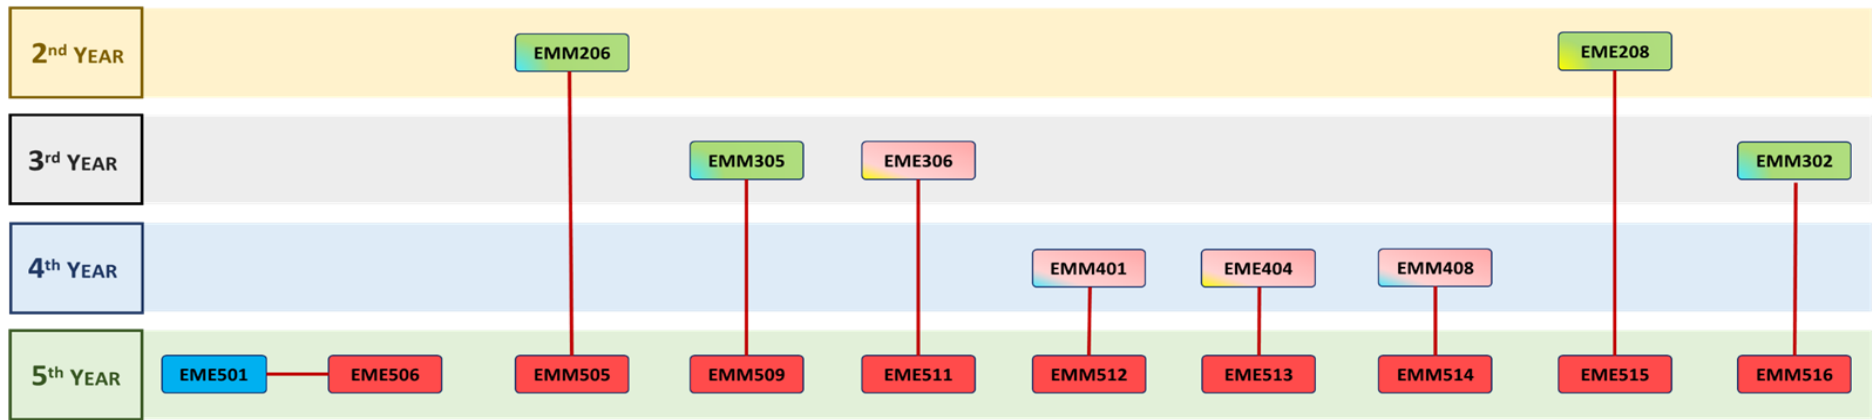 2nd YEAR EMM206 EME208
3rd YEAR EMM305 EME306 EMM302
4th YEAR EMM401 EME404 EMM408
5th YEAR EME501 EME506 EMM505 EMM509 EME511 EMM512 EME513 EMM514 EME515 EMM516